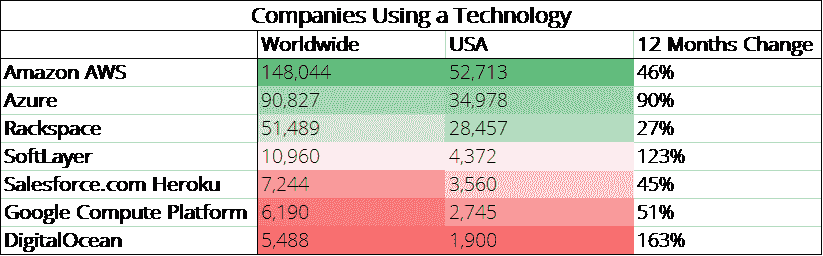 Companies Using a Technology
Worldwide USA 12 Months Change
Amazon AWS 148,044 52,713 46%
Azure 90,827 34,978 90%
Rackspace 51,489 28,457 27%
SoftLayer 10,960 4,372 123%
Salesforce.com Heroku 7,244 3,560 45%
Google Compute Platform 6,190 2,745 51%
DigitalOcean 5,488 1,900 163%